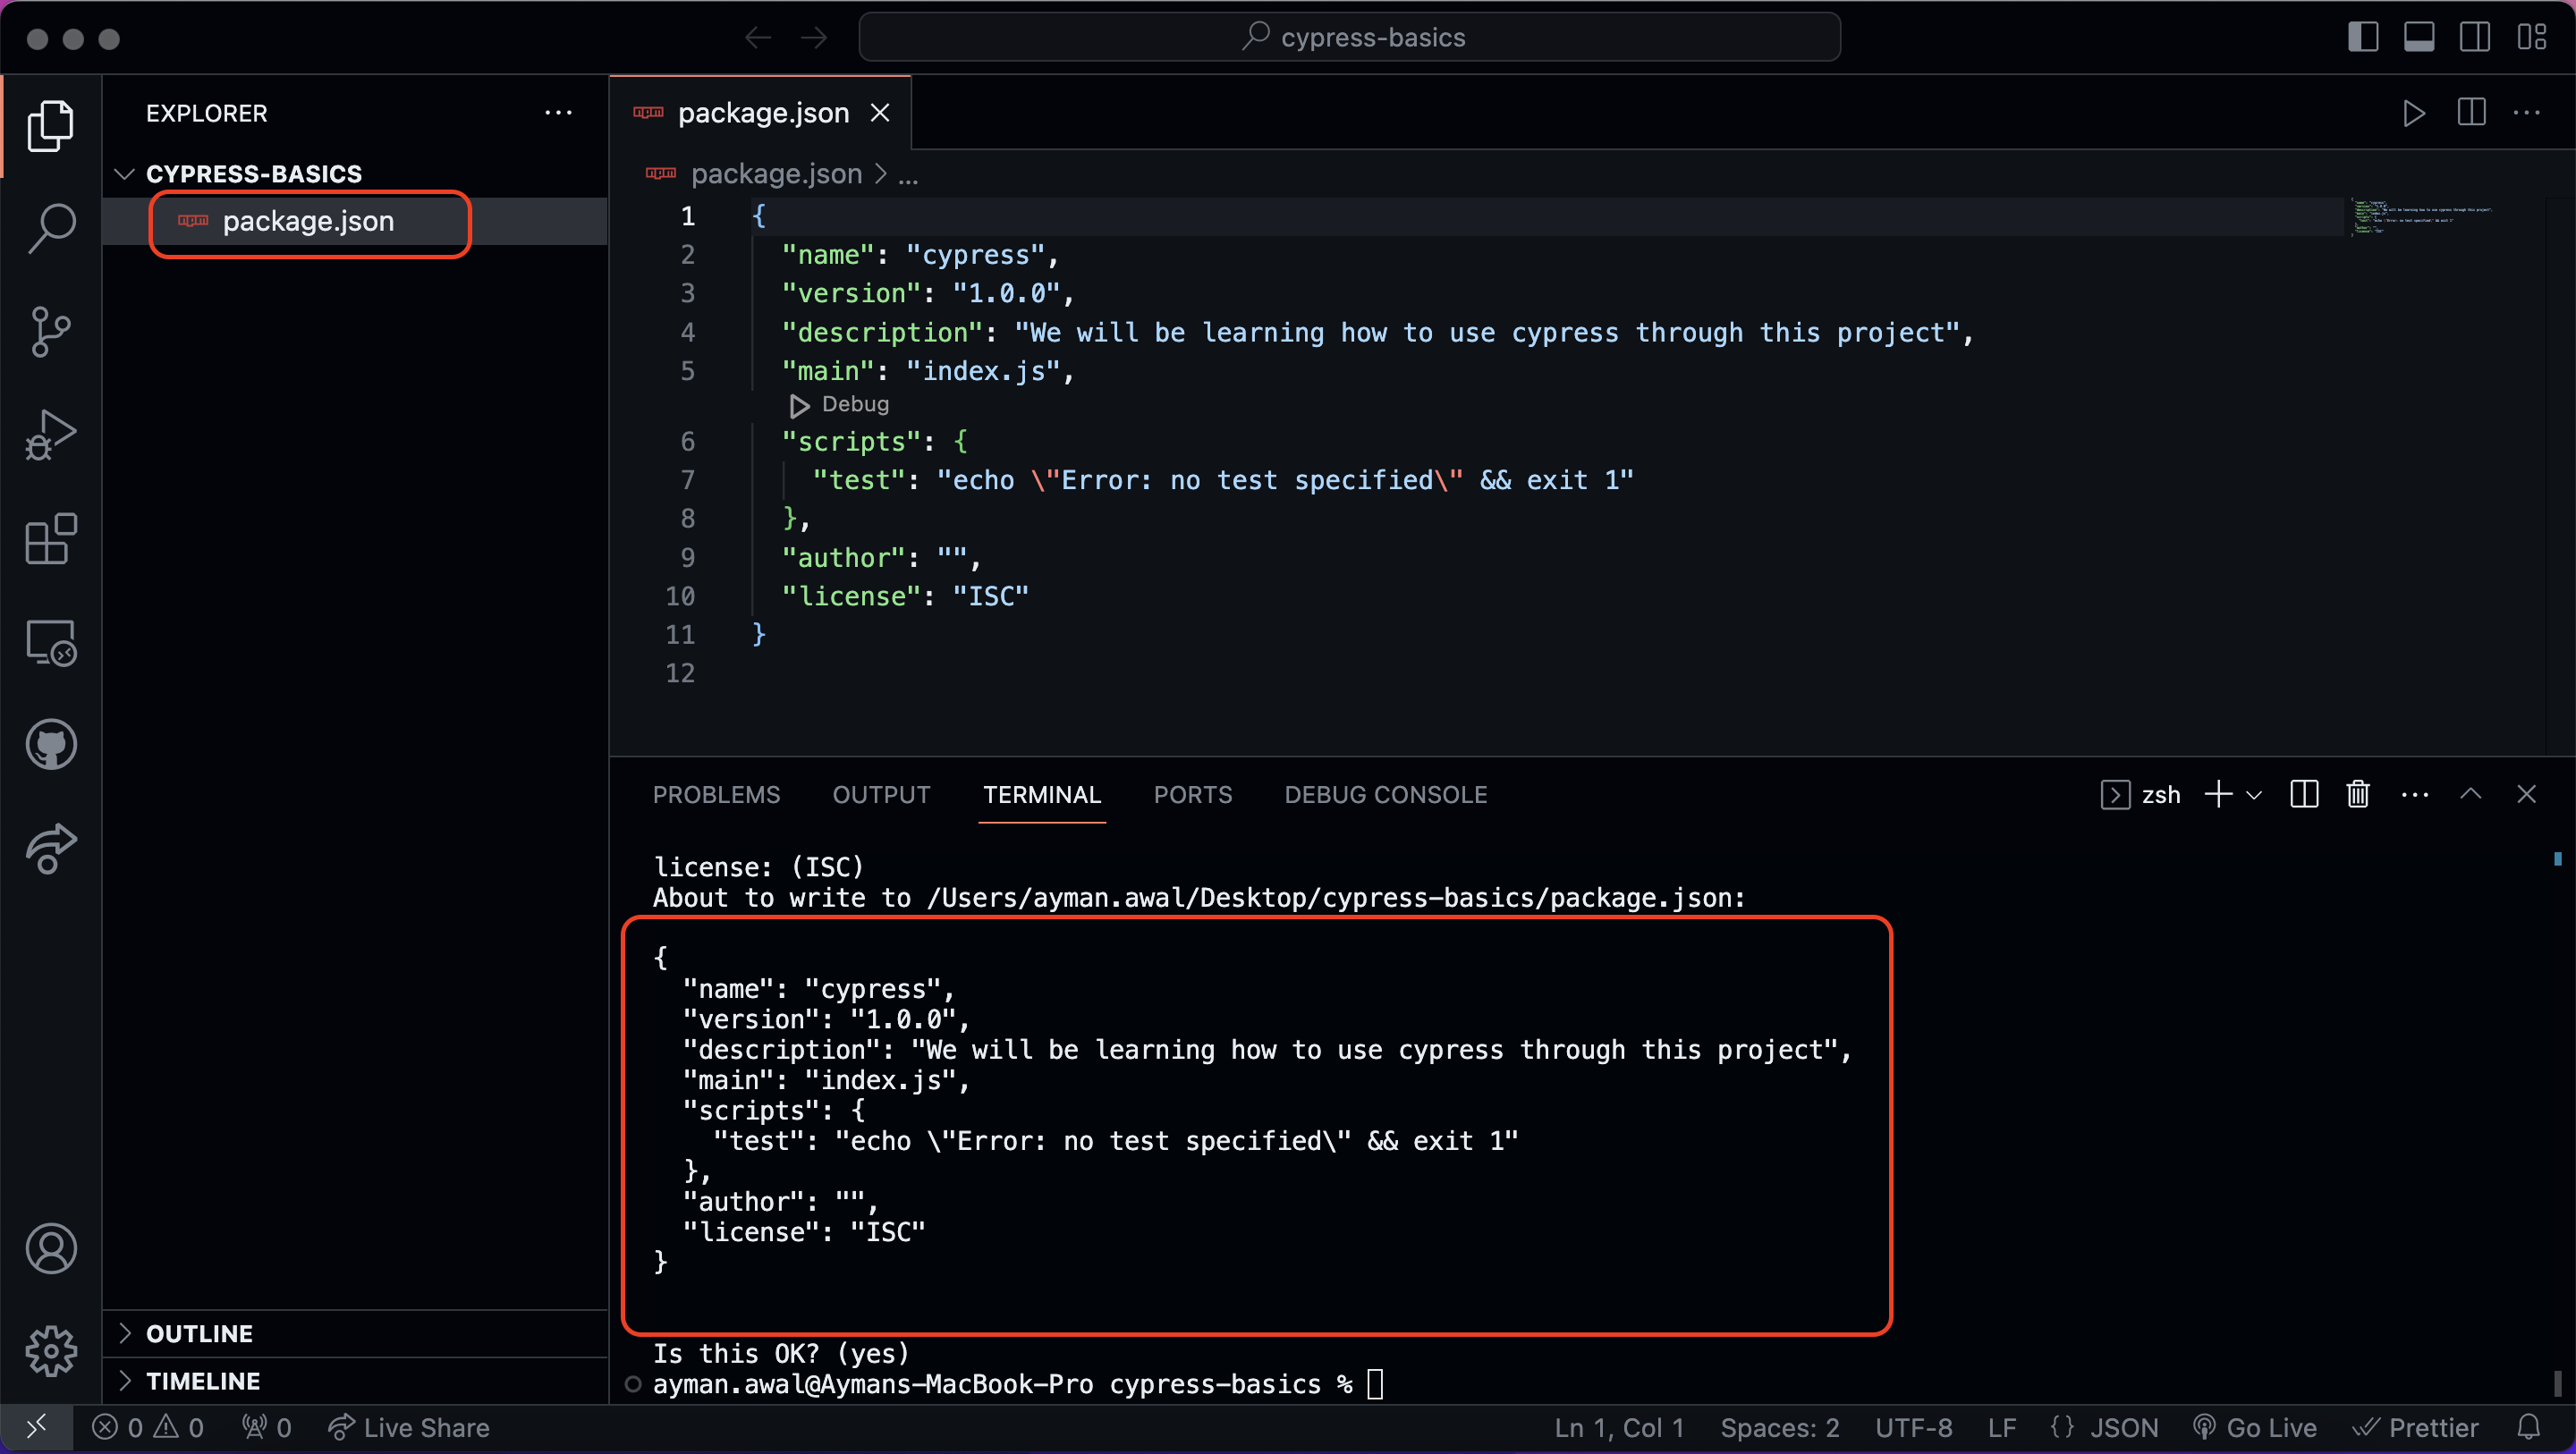 cypress-basics
EXPLORER
CYPRESS-BASICS
package.json
package.json
package.json > ...
1 {
2 "name": "cypress",
3 "version": "1.0.0",
4 "description": "We will be learning how to use cypress through this project",
5 "main": "index.js",
Debug
6 "scripts": {
7 "test": "echo \"Error: no test specified\" && exit 1"
8 },
9 "author": "",
10 "license": "ISC"
11 }
12
PROBLEMS OUTPUT TERMINAL PORTS DEBUG CONSOLE
zsh
license: (ISC)
About to write to /Users/ayman.awal/Desktop/cypress-basics/package.json:
{
"name": "cypress",
"version": "1.0.0",
"description": "We will be learning how to use cypress through this project",
"main": "index.js",
"scripts": {
"test": "echo \"Error: no test specified\" && exit 1"
},
"author": "",
"license": "ISC"
}
Is this OK? (yes)
ayman.awal@Aymans-MacBook-Pro cypress-basics %
OUTLINE
TIMELINE
0 0 0 Live Share Ln 1, Col 1 Spaces: 2 UTF-8 LF {} JSON Go Live Prettier